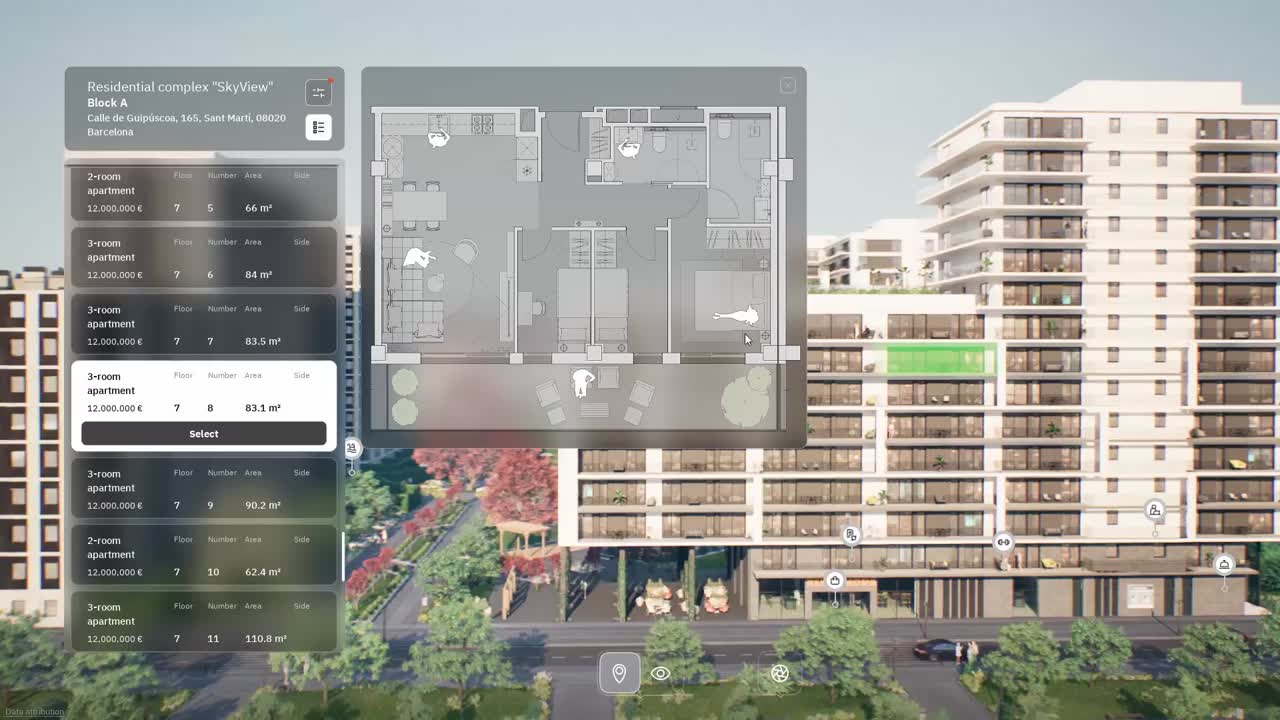 Residential complex "SkyView"
Block A
Calle de Guipúscoa, 165, Sant Martí, 08020
Barcelona
2-room apartment Floor Number Area Side
12,000,000 € 7 5 66 m²
3-room apartment Floor Number Area Side
12,000,000 € 7 6 84 m²
3-room apartment Floor Number Area Side
12,000,000 € 7 7 83.5 m²
3-room apartment Floor Number Area Side
12,000,000 € 7 8 83.1 m²
Select
3-room apartment Floor Number Area Side
12,000,000 € 7 9 90.2 m²
2-room apartment Floor Number Area Side
12,000,000 € 7 10 62.4 m²
3-room apartment Floor Number Area Side
12,000,000 € 7 11 110.8 m²
Data attribution